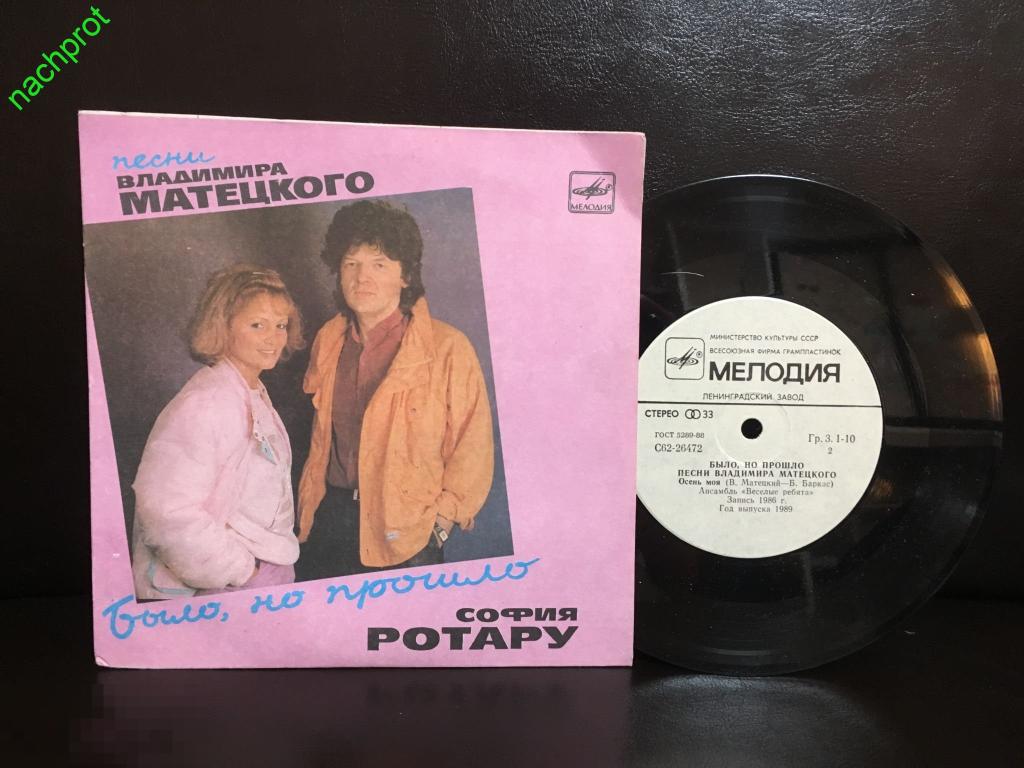 nachprot
песни
ВЛАДИМИРА
МАТЕЦКОГО
МЕЛОДИЯ
было, но прошло
СОФИЯ
РОТАРУ
МИНИСТЕРСТВО КУЛЬТУРЫ СССР
ВСЕСОЮЗНАЯ ФИРМА ГРАМПЛАСТИНОК
МЕЛОДИЯ
ЛЕНИНГРАДСКИЙ ЗАВОД
СТЕРЕО 33
ГОСТ 5289-88
С62-26472
Гр. 3. 1-10
2
БЫЛО, НО ПРОШЛО
ПЕСНИ ВЛАДИМИРА МАТЕЦКОГО
Осень моя (В. Матецкий—Б. Баркас)
Ансамбль «Веселые ребята»
Запись 1986 г.
Год выпуска 1989